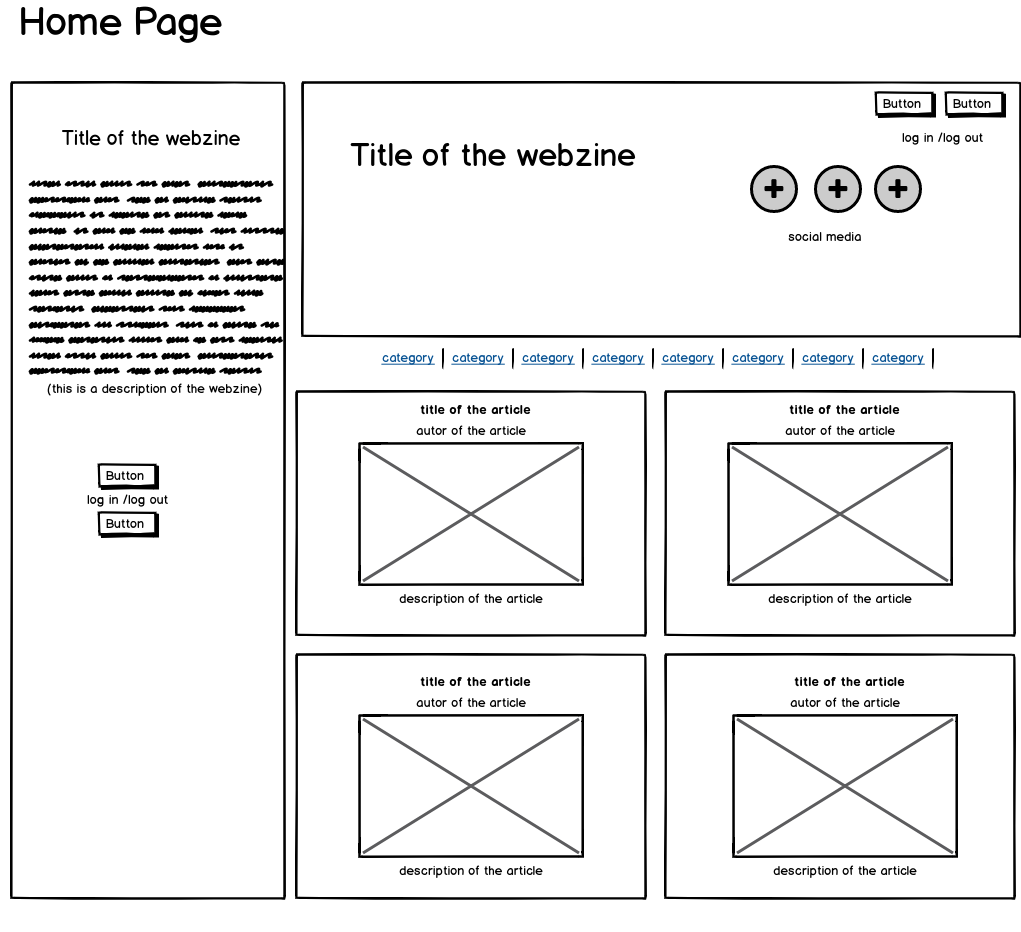 Home Page
Title of the webzine
(this is a description of the webzine)
Button
log in /log out
Button
Title of the webzine
Button Button
log in /log out
social media
category category category category category category category category
title of the article
autor of the article
description of the article
title of the article
autor of the article
description of the article
title of the article
autor of the article
description of the article
title of the article
autor of the article
description of the article